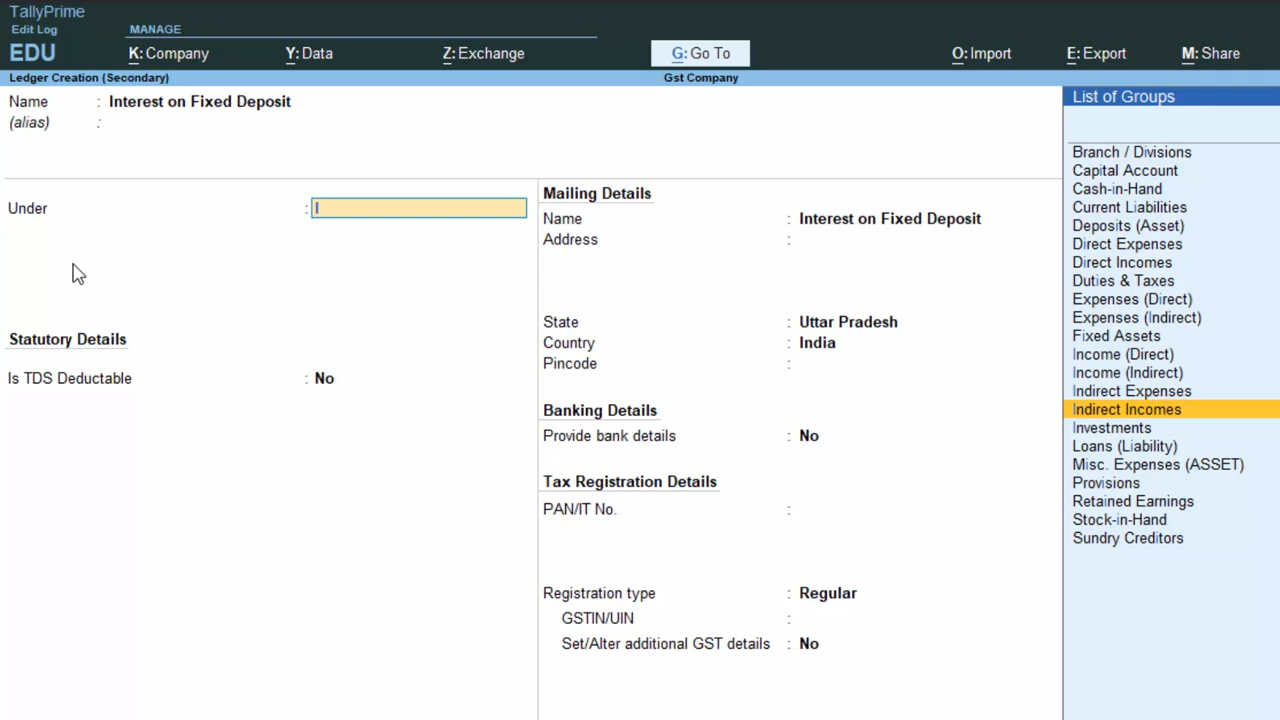 TallyPrime
Edit Log
EDU
MANAGE
K: Company
Y: Data
Z: Exchange
G: Go To
O: Import
E: Export
M: Share
Ledger Creation (Secondary)
Gst Company
Name : Interest on Fixed Deposit
(alias) :
Under : I
Statutory Details
Is TDS Deductable : No
Mailing Details
Name : Interest on Fixed Deposit
Address :
State : Uttar Pradesh
Country : India
Pincode :
Banking Details
Provide bank details : No
Tax Registration Details
PAN/IT No. :
Registration type : Regular
GSTIN/UIN :
Set/Alter additional GST details : No
List of Groups
Branch / Divisions
Capital Account
Cash-in-Hand
Current Liabilities
Deposits (Asset)
Direct Expenses
Direct Incomes
Duties & Taxes
Expenses (Direct)
Expenses (Indirect)
Fixed Assets
Income (Direct)
Income (Indirect)
Indirect Expenses
Indirect Incomes
Investments
Loans (Liability)
Misc. Expenses (ASSET)
Provisions
Retained Earnings
Stock-in-Hand
Sundry Creditors